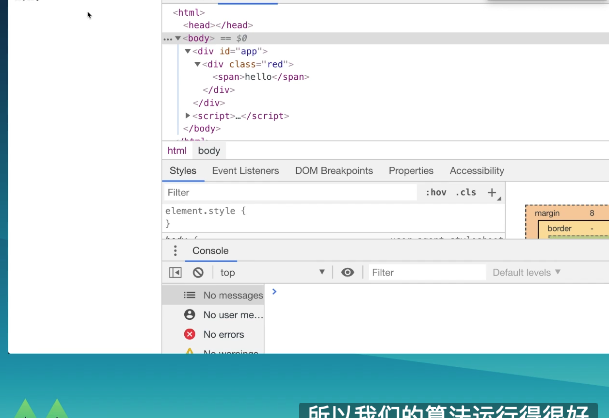 <html>
<head></head>
…▼<body> == $0
▼<div id="app">
▼<div class="red">
<span>hello</span>
</div>
</div>
▶<script>…</script>
</body>
html body
Styles Event Listeners DOM Breakpoints Properties Accessibility
Filter :hov .cls +
element.style {
}
margin 8
border -
Console
top ▼ Filter Default levels ▼
No messages
No user me...
No errors
No warnings
所以我们的算法运行得很好